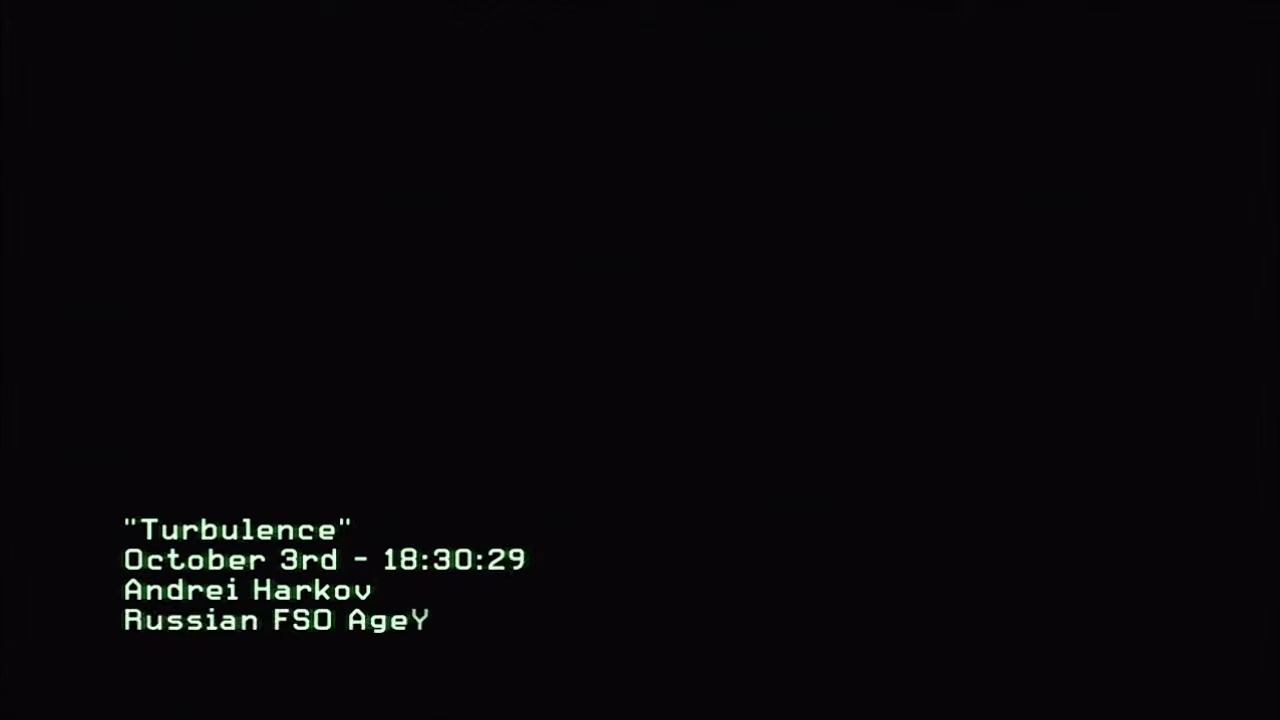 "Turbulence"
October 3rd - 18:30:29
Andrei Harkov
Russian FSO AgeY